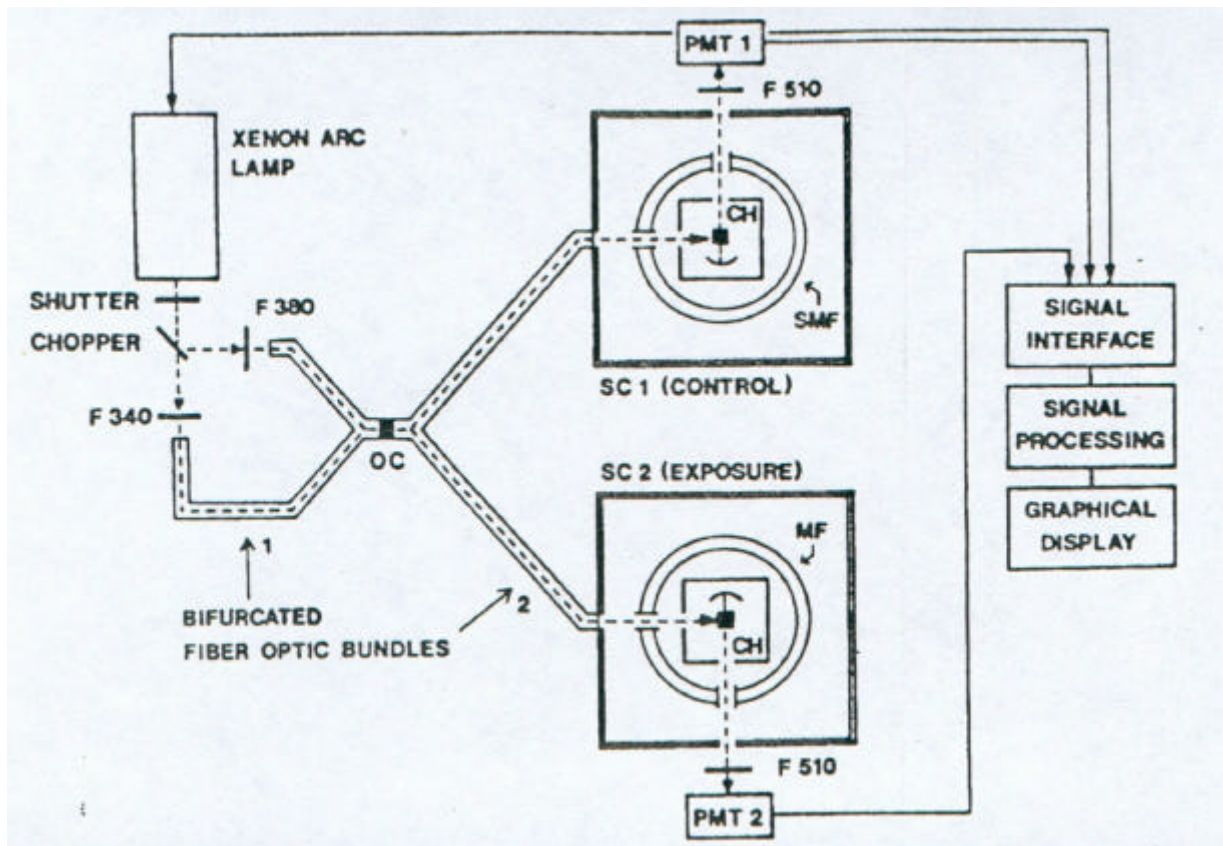 PMT 1
F 510
XENON ARC
LAMP
CH
SHUTTER
F 380
CHOPPER
SMF
SIGNAL
INTERFACE
SC 1 (CONTROL)
F 340
SIGNAL
PROCESSING
OC
SC 2 (EXPOSURE)
GRAPHICAL
DISPLAY
MF
1
2
BIFURCATED
FIBER OPTIC BUNDLES
CH
F 510
PMT 2